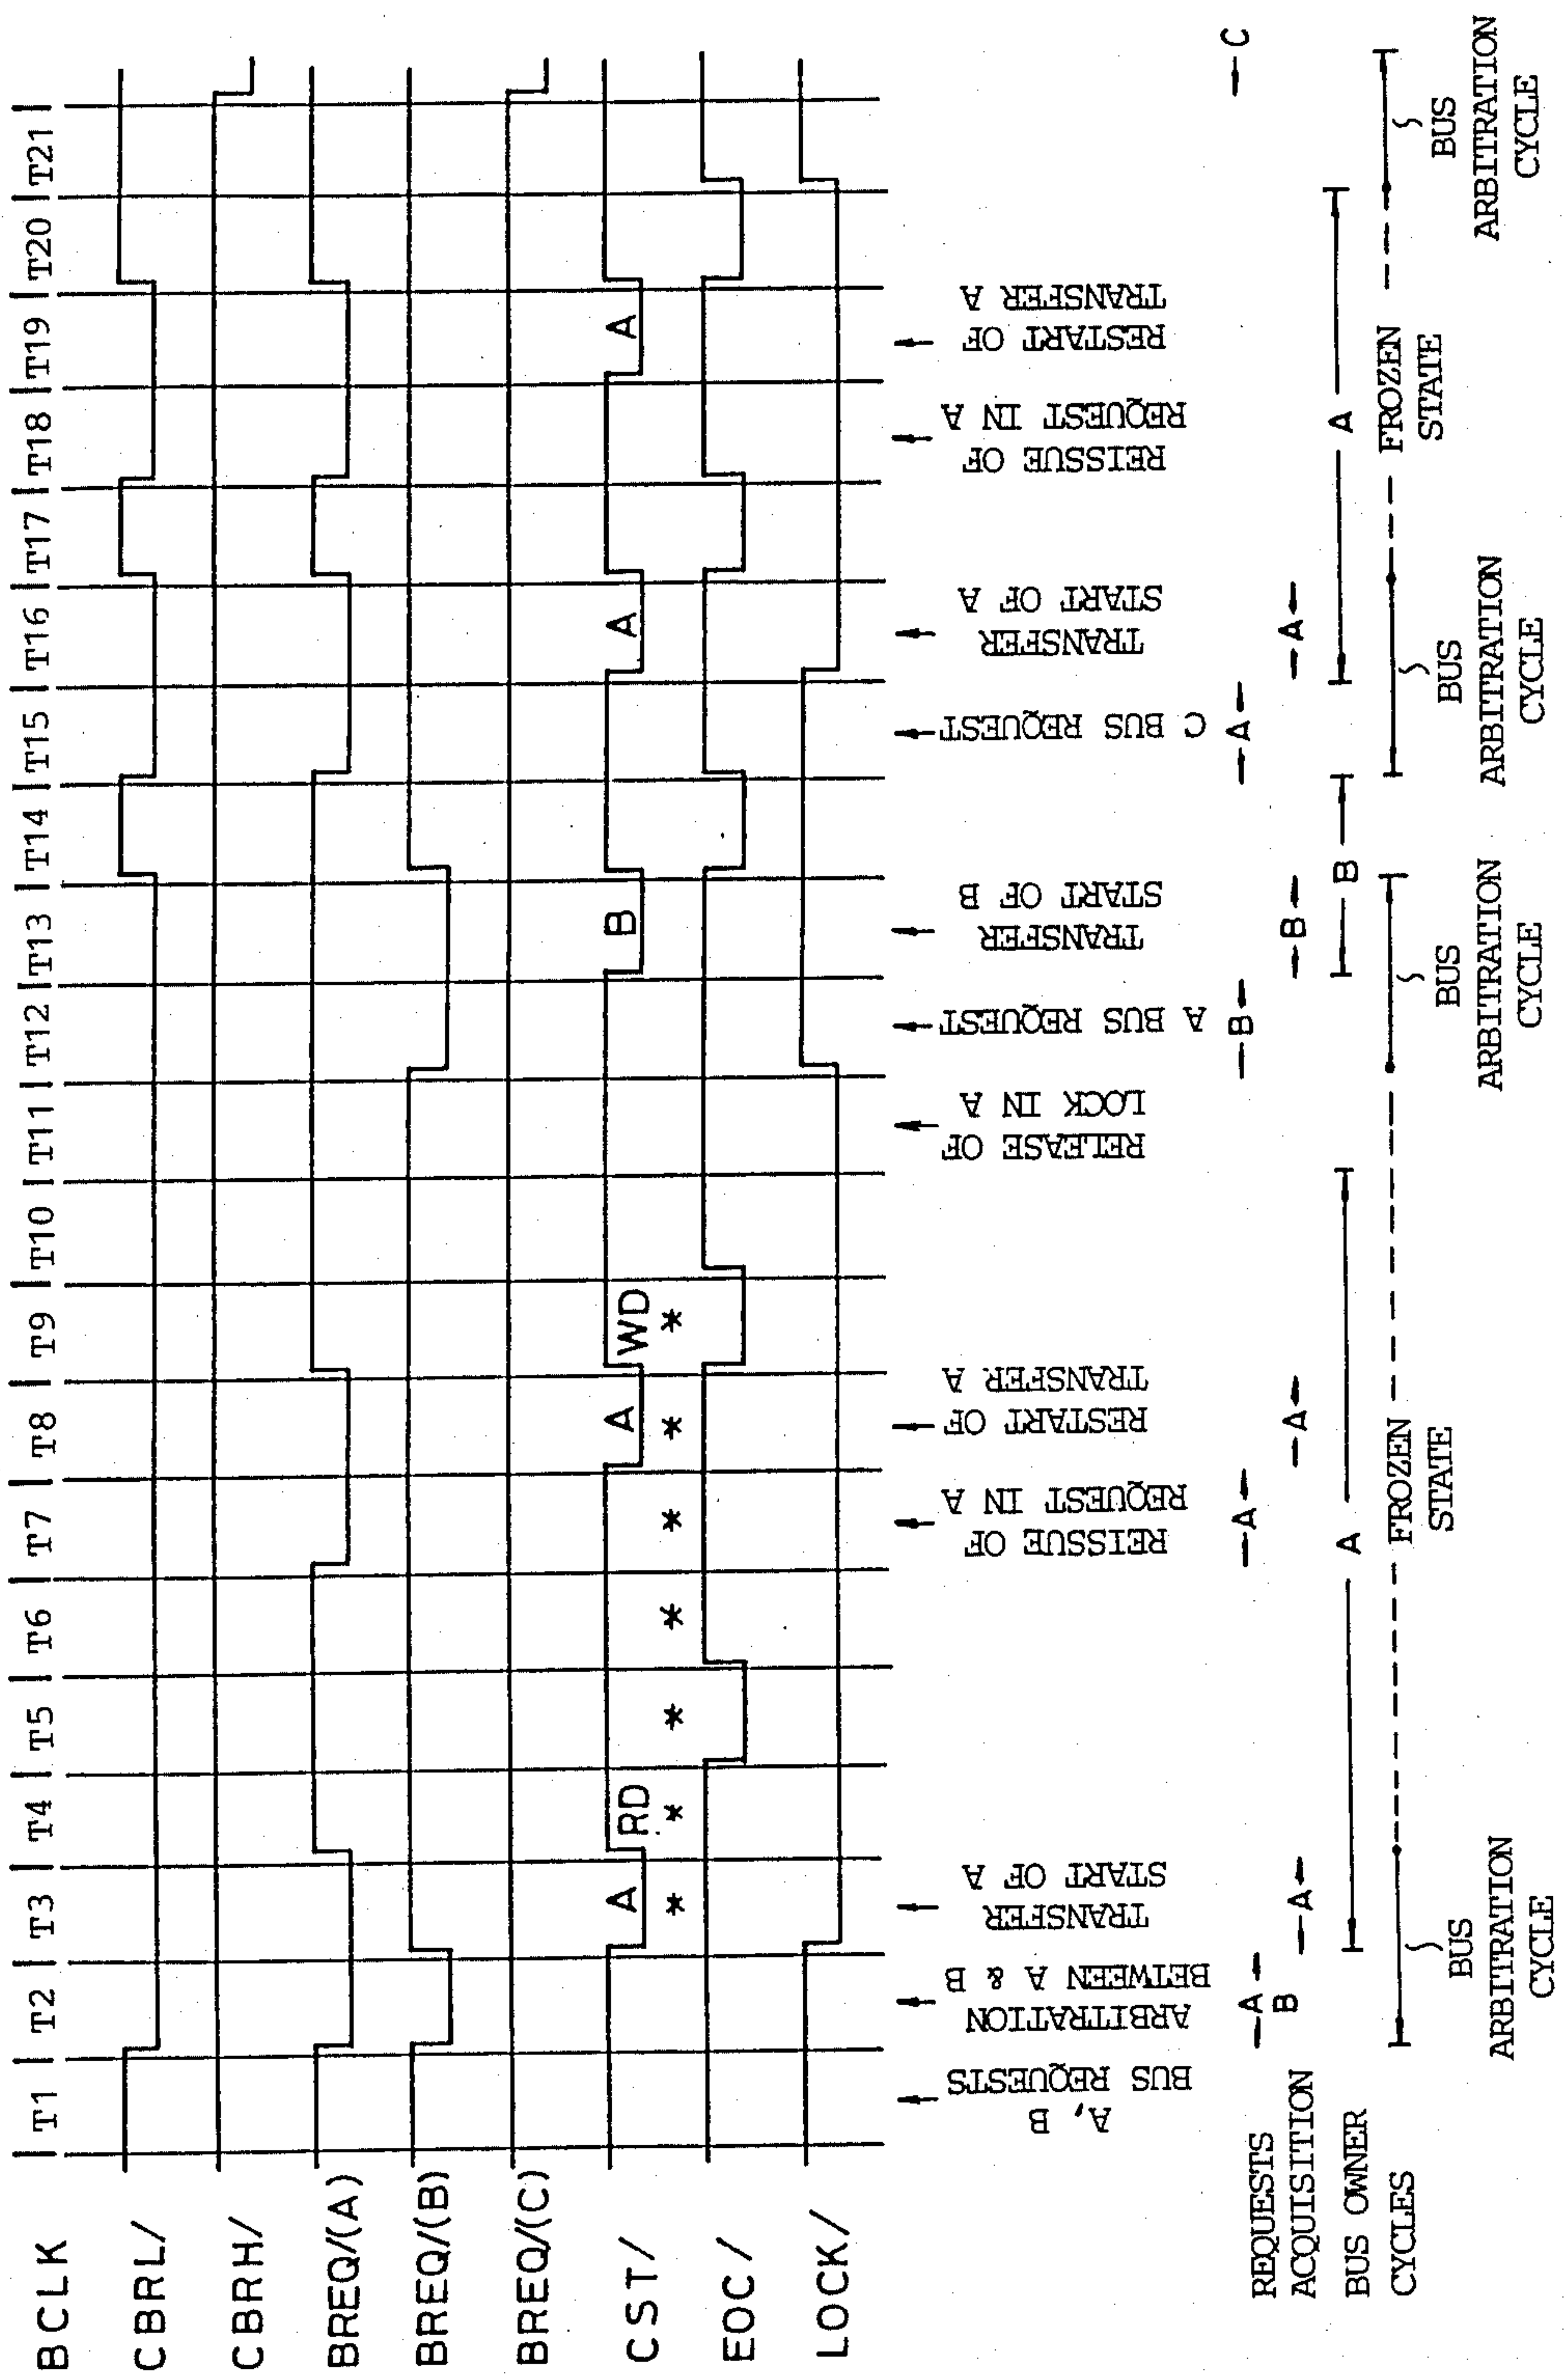 BCLK | T1 | T2 | T3 | T4 | T5 | T6 | T7 | T8 | T9 | T10 | T11 | T12 | T13 | T14 | T15 | T16 | T17 | T18 | T19 | T20 | T21 |
CBRL/
CBRH/
BREQ/(A)
BREQ/(B)
BREQ/(C)
CST/ A RD WD A B A A
* * * * * * *
EOC/
LOCK/
A, B
BUS REQUESTS
ARBITRATION
BETWEEN A & B
TRANSFER
START OF A
REISSUE OF
REQUEST IN A
RESTART OF
TRANSFER A
RELEASE OF
LOCK IN A
A BUS REQUEST
TRANSFER
START OF B
C BUS REQUEST
TRANSFER
START OF A
REISSUE OF
REQUEST IN A
RESTART OF
TRANSFER A
REQUESTS A B A B A C
ACQUISITION A A B A
BUS OWNER A B A
CYCLES
BUS
ARBITRATION
CYCLE
FROZEN
STATE
BUS
ARBITRATION
CYCLE
BUS
ARBITRATION
CYCLE
FROZEN
STATE
BUS
ARBITRATION
CYCLE